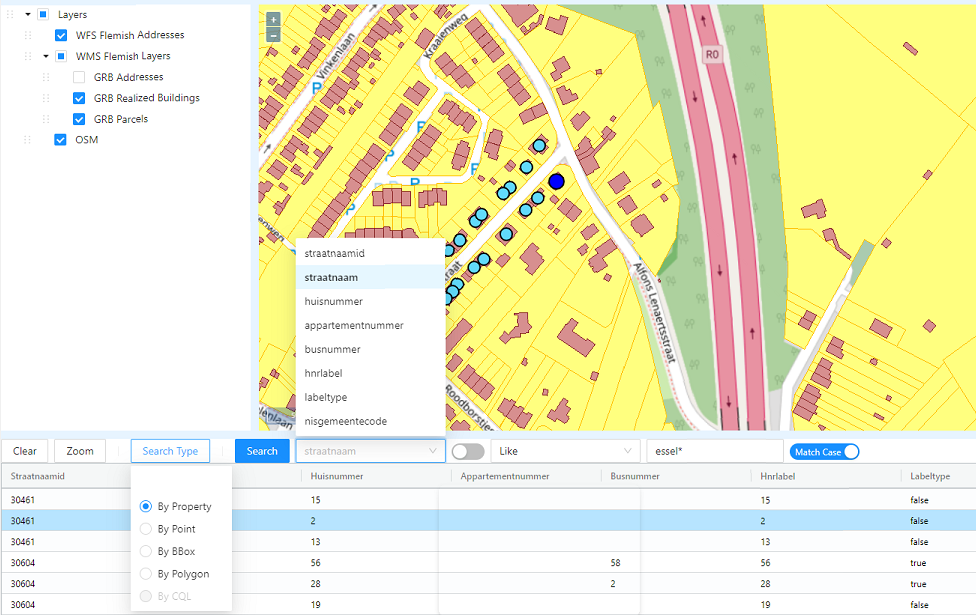 Layers
WFS Flemish Addresses
WMS Flemish Layers
GRB Addresses
GRB Realized Buildings
GRB Parcels
OSM
+
−
Vinkenlaan
Kraaienweg
R0
P
P
P
P
P
P
Alfons Lenaertsstraat
straatnaamid
straatnaam
huisnummer
appartementnummer
busnummer
hnrlabel
labeltype
nisgemeentecode
Clear Zoom Search Type Search straatnaam Like essel* Match Case
Straatnaamid Huisnummer Appartementnummer Busnummer Hnrlabel Labeltype
30461 15 15 false
30461 2 2 false
30461 13 13 false
30604 56 58 56 true
30604 28 2 28 true
30604 19 19 false
By Property
By Point
By BBox
By Polygon
By CQL